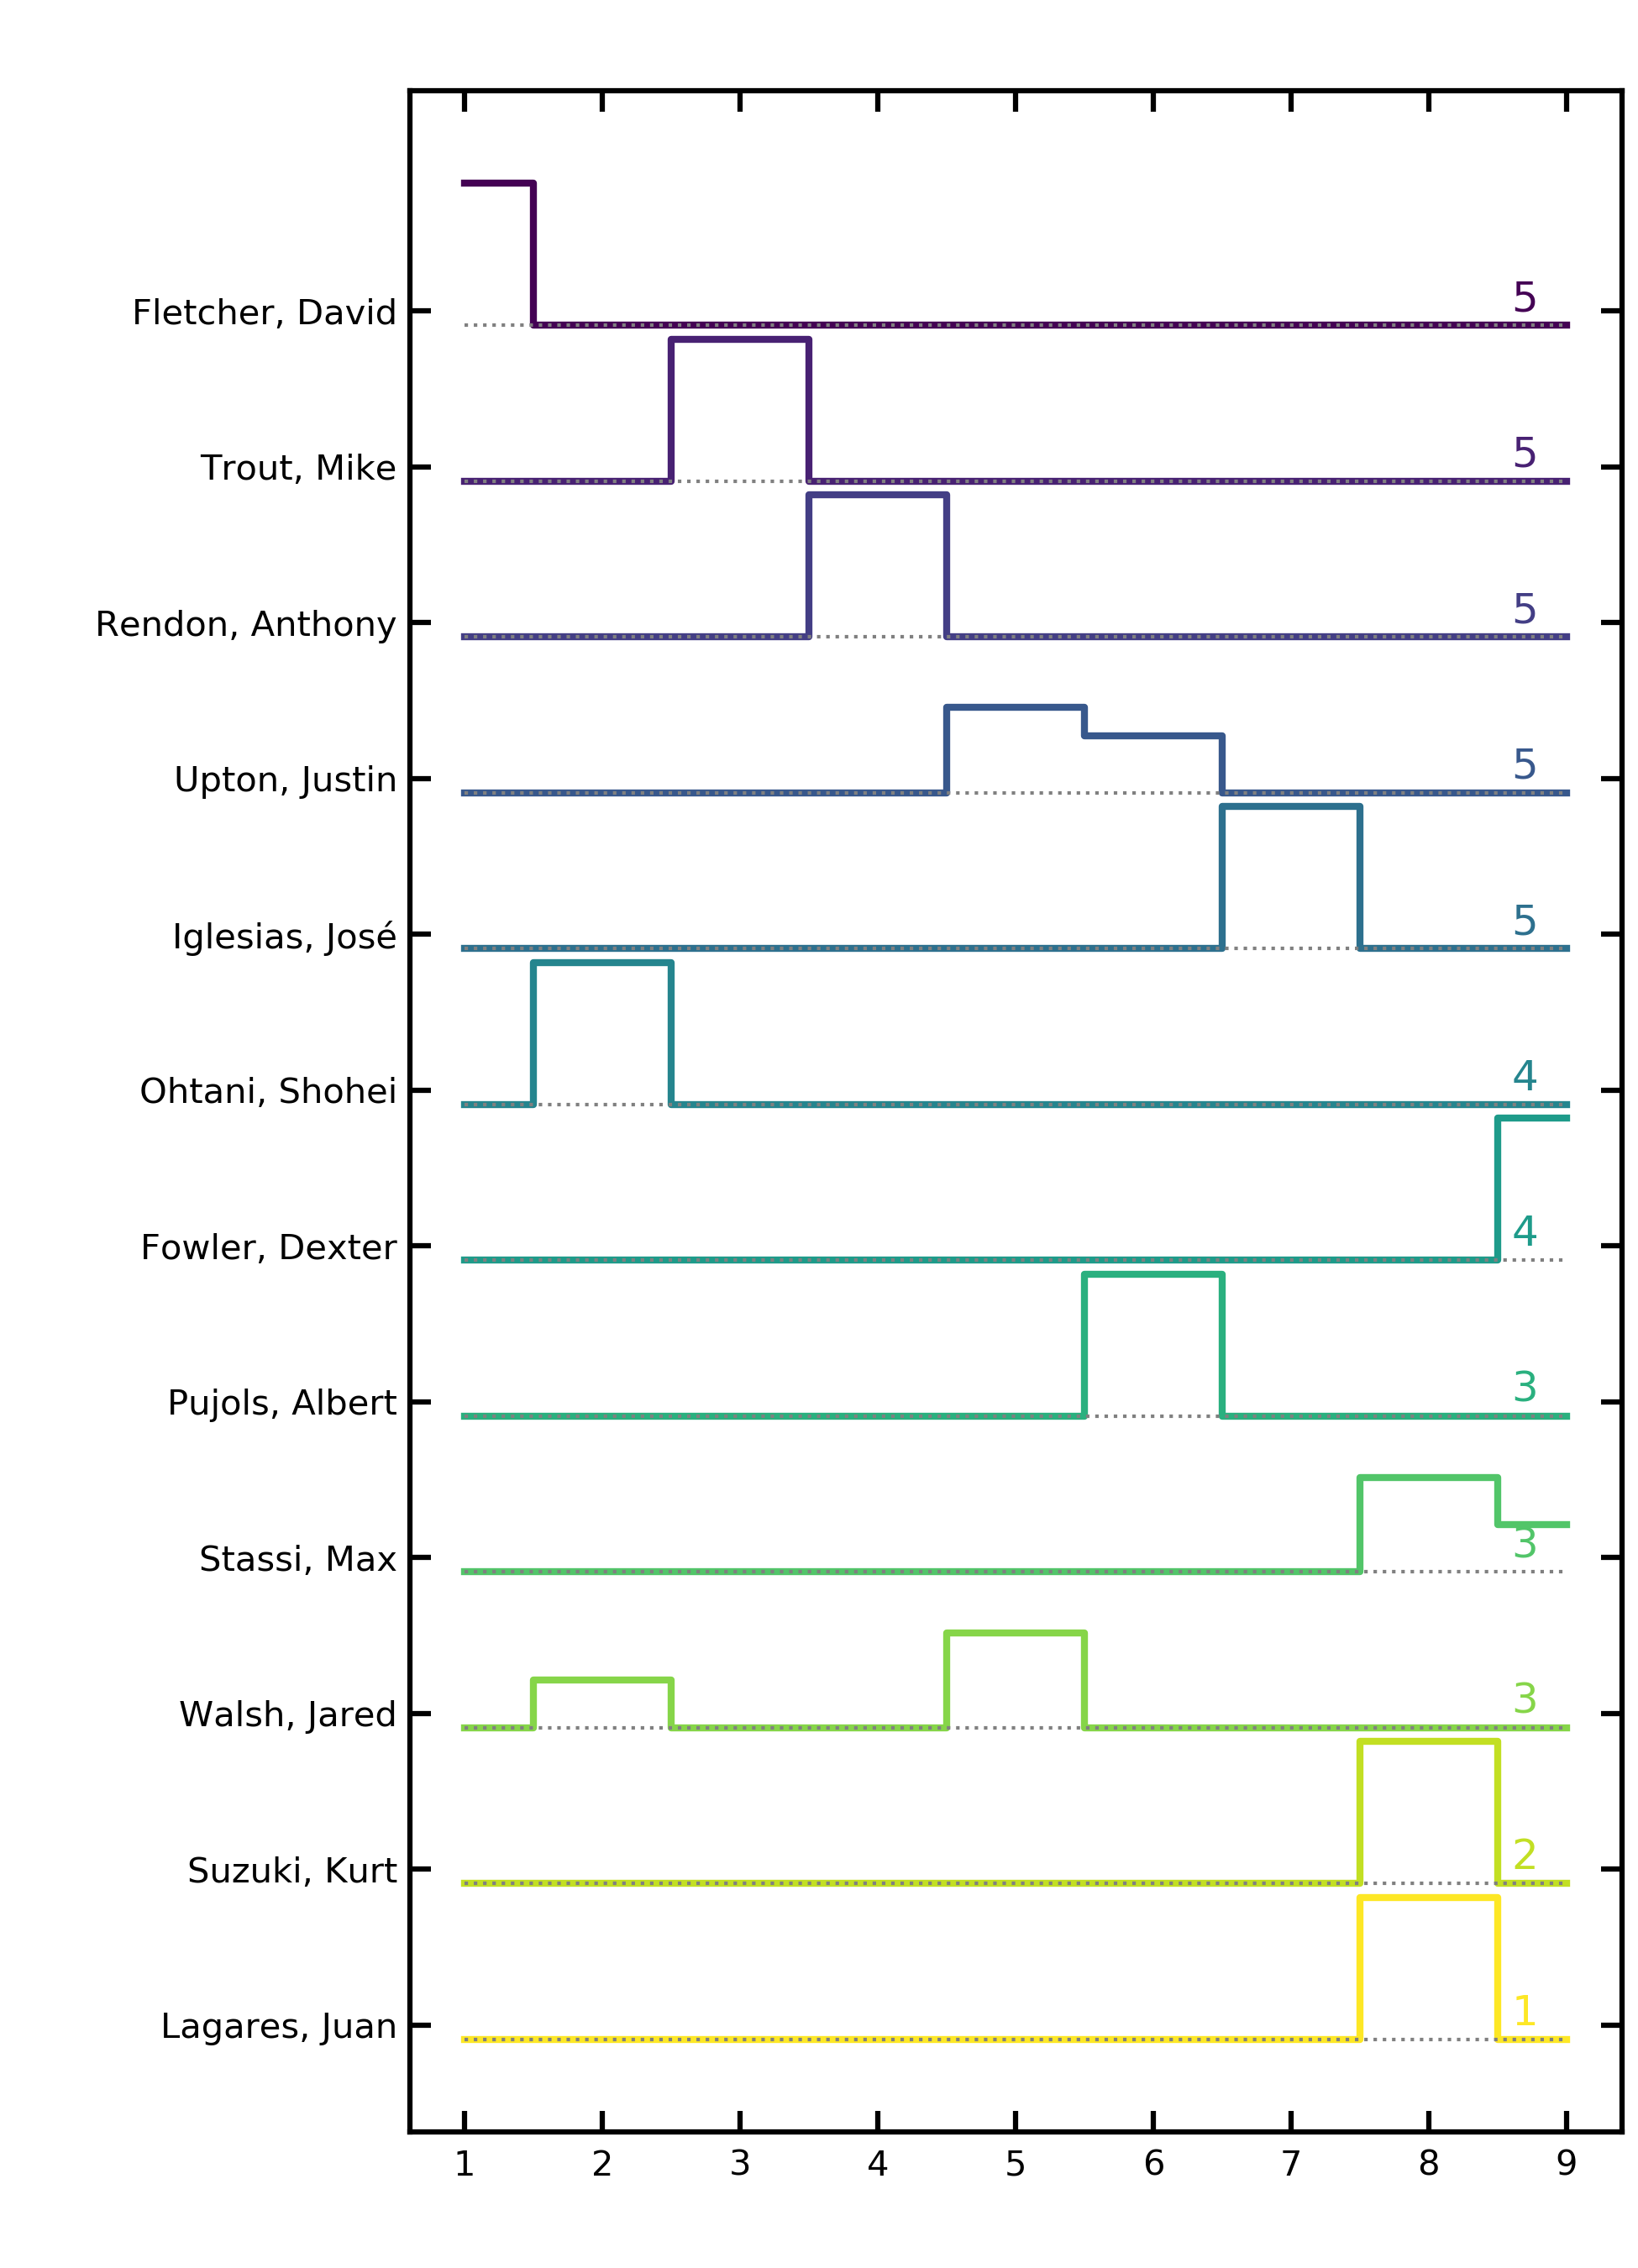 Fletcher, David 5
Trout, Mike 5
Rendon, Anthony 5
Upton, Justin 5
Iglesias, José 5
Ohtani, Shohei 4
Fowler, Dexter 4
Pujols, Albert 3
Stassi, Max 3
Walsh, Jared 3
Suzuki, Kurt 2
Lagares, Juan 1
1 2 3 4 5 6 7 8 9